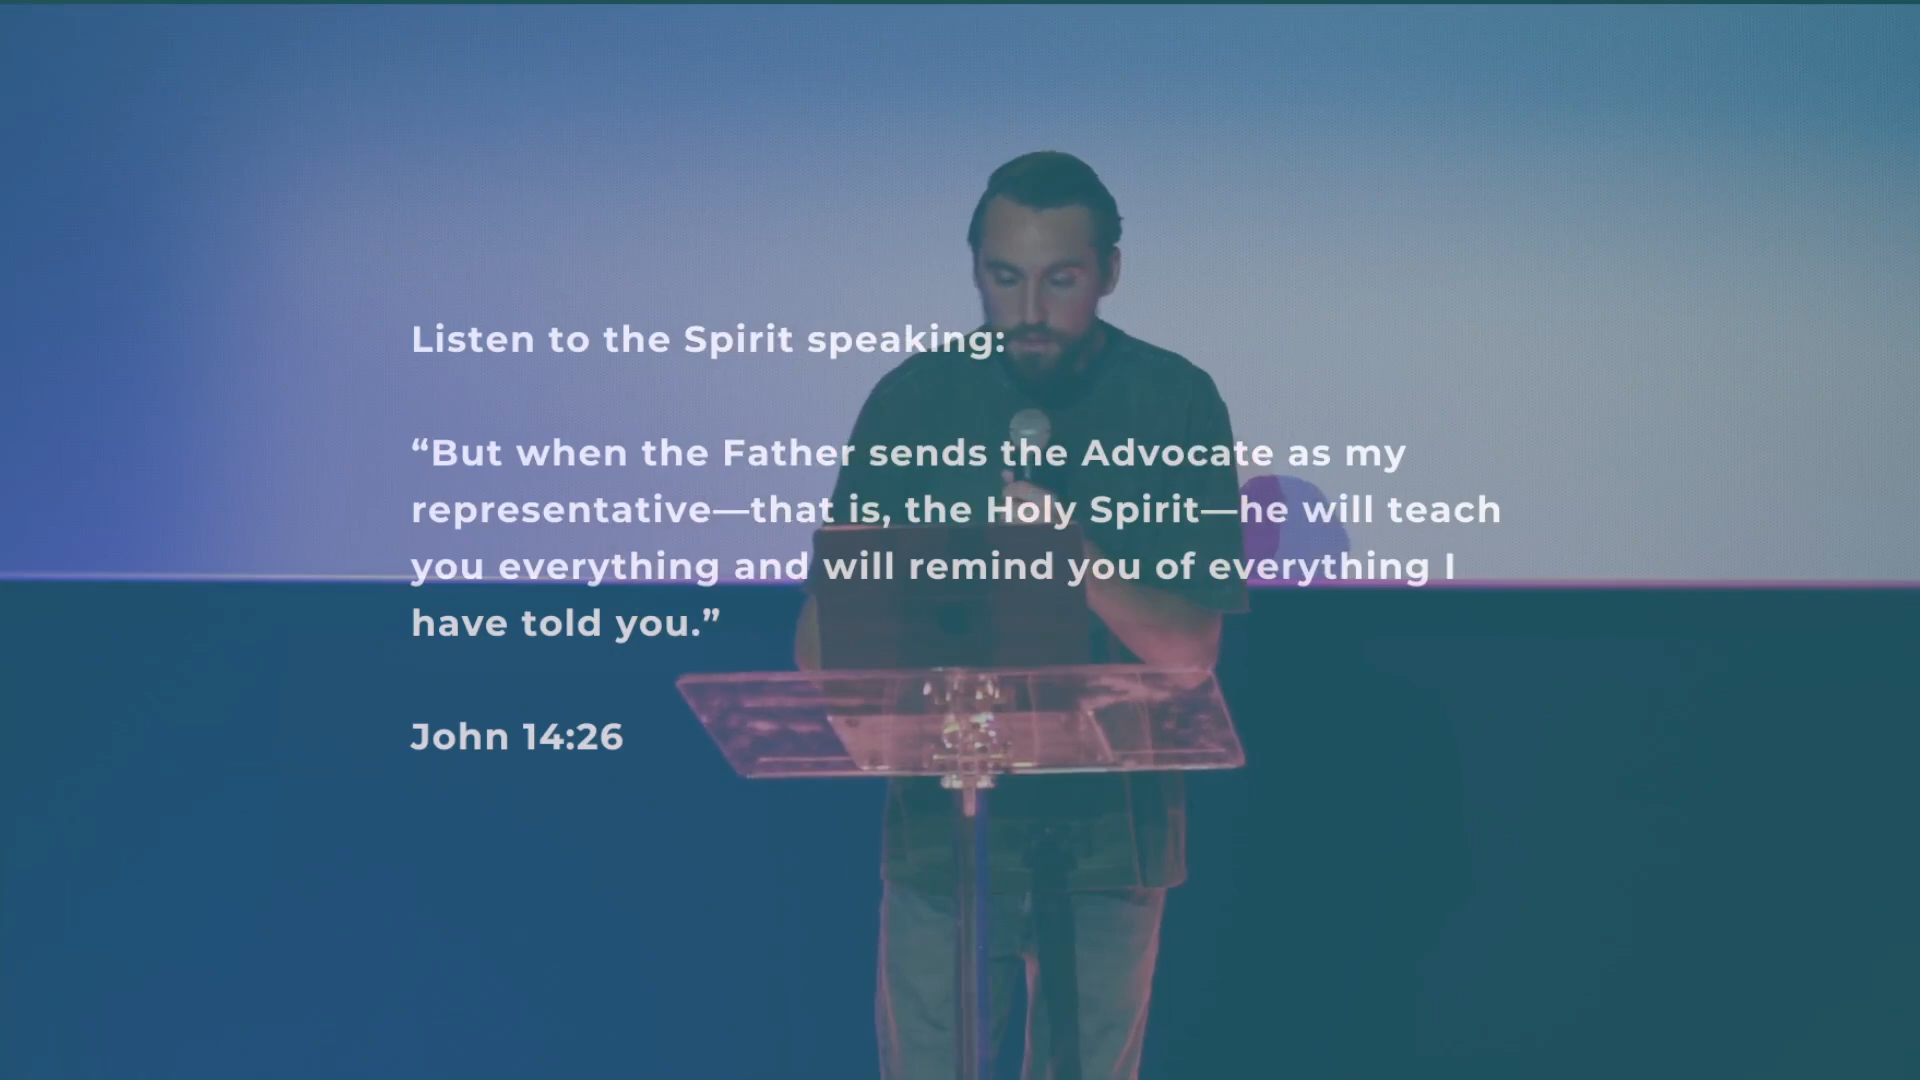 Listen to the Spirit speaking:
“But when the Father sends the Advocate as my
representative—that is, the Holy Spirit—he will teach
you everything and will remind you of everything I
have told you.”
John 14:26